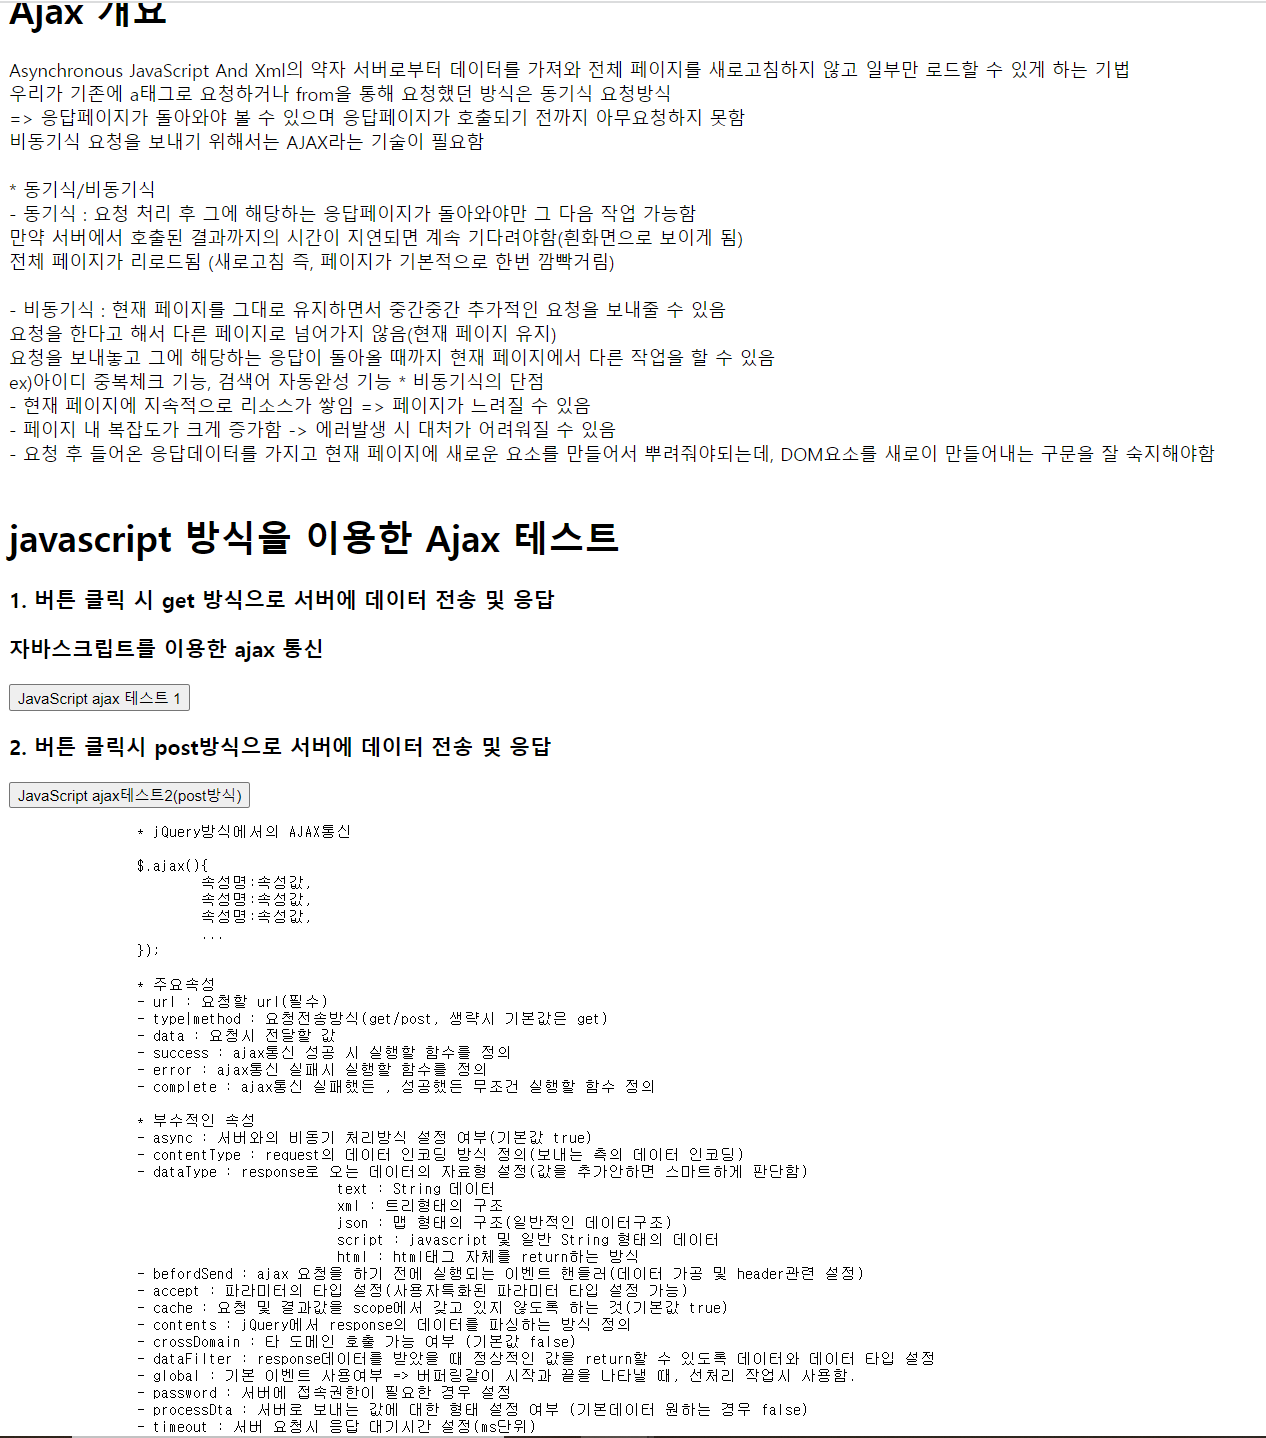 Ajax 개요
Asynchronous JavaScript And Xml의 약자 서버로부터 데이터를 가져와 전체 페이지를 새로고침하지 않고 일부만 로드할 수 있게 하는 기법
우리가 기존에 a태그로 요청하거나 from을 통해 요청했던 방식은 동기식 요청방식
=> 응답페이지가 돌아와야 볼 수 있으며 응답페이지가 호출되기 전까지 아무요청하지 못함
비동기식 요청을 보내기 위해서는 AJAX라는 기술이 필요함
* 동기식/비동기식
- 동기식 : 요청 처리 후 그에 해당하는 응답페이지가 돌아와야만 그 다음 작업 가능함
만약 서버에서 호출된 결과까지의 시간이 지연되면 계속 기다려야함(흰화면으로 보이게 됨)
전체 페이지가 리로드됨 (새로고침 즉, 페이지가 기본적으로 한번 깜빡거림)
- 비동기식 : 현재 페이지를 그대로 유지하면서 중간중간 추가적인 요청을 보내줄 수 있음
요청을 한다고 해서 다른 페이지로 넘어가지 않음(현재 페이지 유지)
요청을 보내놓고 그에 해당하는 응답이 돌아올 때까지 현재 페이지에서 다른 작업을 할 수 있음
ex)아이디 중복체크 기능, 검색어 자동완성 기능 * 비동기식의 단점
- 현재 페이지에 지속적으로 리소스가 쌓임 => 페이지가 느려질 수 있음
- 페이지 내 복잡도가 크게 증가함 -> 에러발생 시 대처가 어려워질 수 있음
- 요청 후 들어온 응답데이터를 가지고 현재 페이지에 새로운 요소를 만들어서 뿌려줘야되는데, DOM요소를 새로이 만들어내는 구문을 잘 숙지해야함
javascript 방식을 이용한 Ajax 테스트
1. 버튼 클릭 시 get 방식으로 서버에 데이터 전송 및 응답
자바스크립트를 이용한 ajax 통신
JavaScript ajax 테스트 1
2. 버튼 클릭시 post방식으로 서버에 데이터 전송 및 응답
JavaScript ajax테스트2(post방식)
* jQuery방식에서의 AJAX통신
$.ajax(){
속성명:속성값,
속성명:속성값,
속성명:속성값,
...
});
* 주요속성
- url : 요청할 url(필수)
- type|method : 요청전송방식(get/post, 생략시 기본값은 get)
- data : 요청시 전달할 값
- success : ajax통신 성공 시 실행할 함수를 정의
- error : ajax통신 실패시 실행할 함수를 정의
- complete : ajax통신 실패했든 , 성공했든 무조건 실행할 함수 정의
* 부수적인 속성
- async : 서버와의 비동기 처리방식 설정 여부(기본값 true)
- contentType : request의 데이터 인코딩 방식 정의(보내는 측의 데이터 인코딩)
- dataType : response로 오는 데이터의 자료형 설정(값을 추가안하면 스마트하게 판단함)
text : String 데이터
xml : 트리형태의 구조
json : 맵 형태의 구조(일반적인 데이터구조)
script : javascript 및 일반 String 형태의 데이터
html : html태그 자체를 return하는 방식
- befordSend : ajax 요청을 하기 전에 실행되는 이벤트 핸들러(데이터 가공 및 header관련 설정)
- accept : 파라미터의 타입 설정(사용자특화된 파라미터 타입 설정 가능)
- cache : 요청 및 결과값을 scope에서 갖고 있지 않도록 하는 것(기본값 true)
- contents : jQuery에서 response의 데이터를 파싱하는 방식 정의
- crossDomain : 타 도메인 호출 가능 여부 (기본값 false)
- dataFilter : response데이터를 받았을 때 정상적인 값을 return할 수 있도록 데이터와 데이터 타입 설정
- global : 기본 이벤트 사용여부 => 버퍼링같이 시작과 끝을 나타낼 때, 선처리 작업시 사용함.
- password : 서버에 접속권한이 필요한 경우 설정
- processDta : 서버로 보내는 값에 대한 형태 설정 여부 (기본데이터 원하는 경우 false)
- timeout : 서버 요청시 응답 대기시간 설정(ms단위)